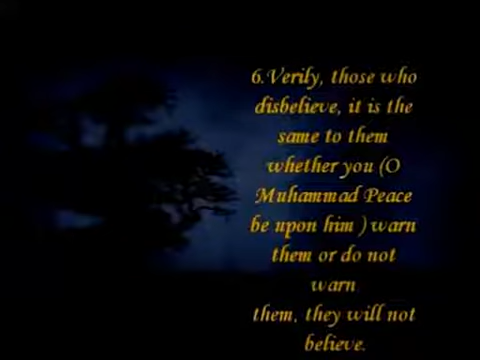 6.Verily, those who
disbelieve, it is the
same to them
whether you (O
Muhammad Peace
be upon him ) warn
them or do not
warn
them, they will not
believe.